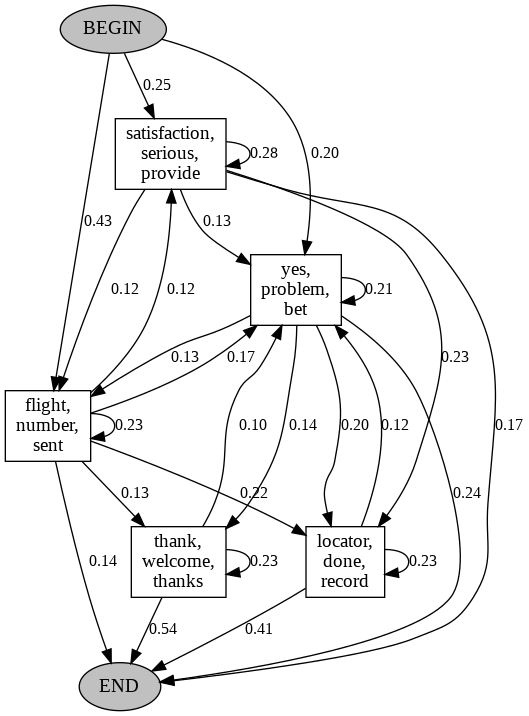 BEGIN
0.25
satisfaction,
serious,
provide
0.28
0.20
0.43
0.13
0.12
0.12
yes,
problem,
bet
0.21
0.13
0.17
0.23
flight,
number,
sent
0.23
0.10
0.14
0.20
0.12
0.17
0.13
0.22
0.24
thank,
welcome,
thanks
0.23
locator,
done,
record
0.23
0.14
0.54
0.41
END